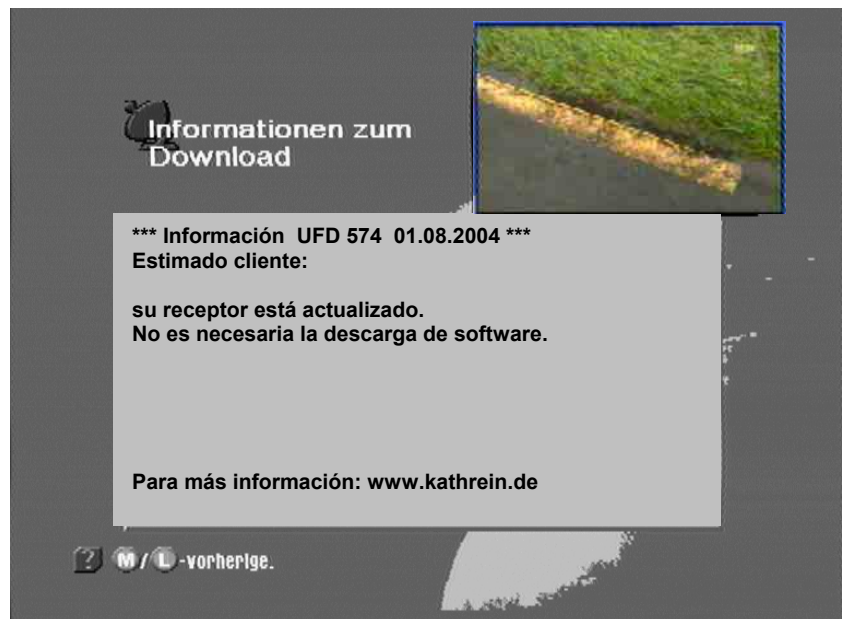 Informationen zum
Download
*** Información UFD 574 01.08.2004 ***
Estimado cliente:
su receptor está actualizado.
No es necesaria la descarga de software.
Para más información: www.kathrein.de
? M/L-vorherige.